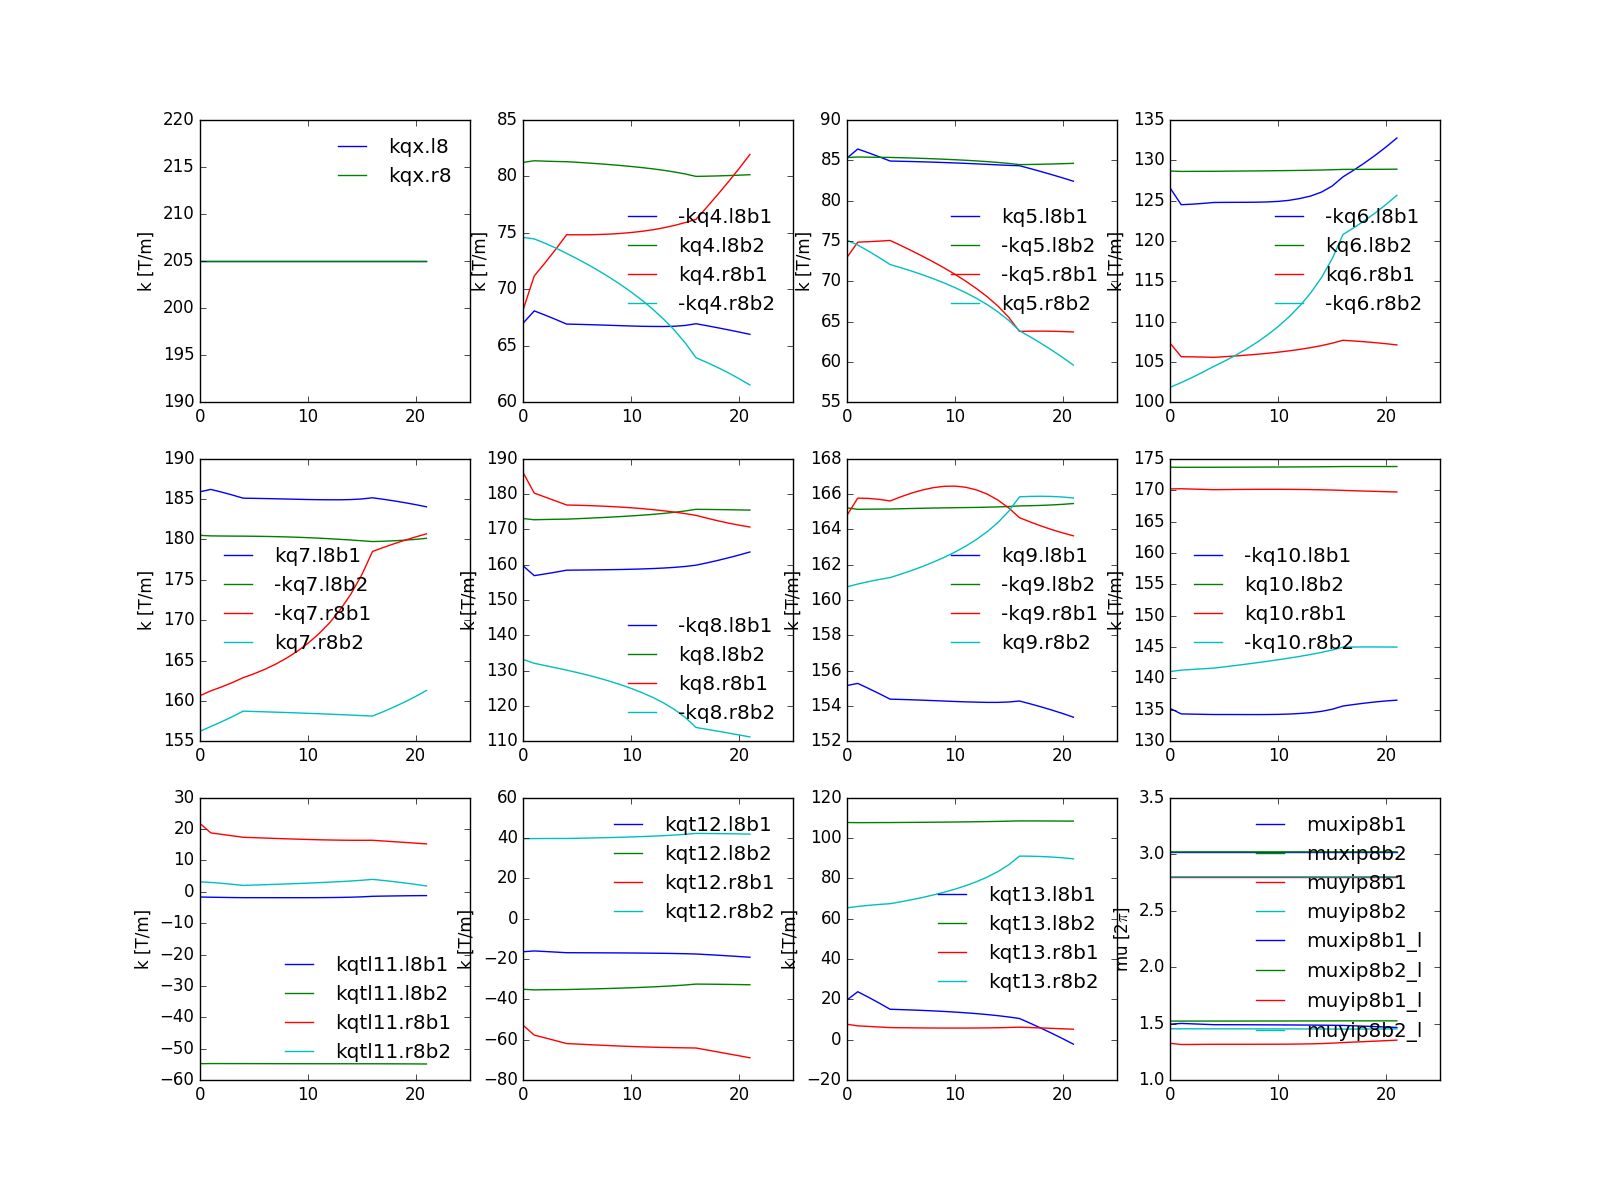 220
215
210
205
200
195
190
k [T/m]
0 10 20
kqx.l8
kqx.r8
85
80
75
70
65
60
k [T/m]
0 10 20
-kq4.l8b1
kq4.l8b2
kq4.r8b1
-kq4.r8b2
90
85
80
75
70
65
60
55
k [T/m]
0 10 20
kq5.l8b1
-kq5.l8b2
-kq5.r8b1
kq5.r8b2
135
130
125
120
115
110
105
100
k [T/m]
0 10 20
-kq6.l8b1
kq6.l8b2
kq6.r8b1
-kq6.r8b2
190
185
180
175
170
165
160
155
k [T/m]
0 10 20
kq7.l8b1
-kq7.l8b2
-kq7.r8b1
kq7.r8b2
190
180
170
160
150
140
130
120
110
k [T/m]
0 10 20
-kq8.l8b1
kq8.l8b2
kq8.r8b1
-kq8.r8b2
168
166
164
162
160
158
156
154
152
k [T/m]
0 10 20
kq9.l8b1
-kq9.l8b2
-kq9.r8b1
kq9.r8b2
175
170
165
160
155
150
145
140
135
130
k [T/m]
0 10 20
-kq10.l8b1
kq10.l8b2
kq10.r8b1
-kq10.r8b2
30
20
10
0
−10
−20
−30
−40
−50
−60
k [T/m]
0 10 20
kqtl11.l8b1
kqtl11.l8b2
kqtl11.r8b1
kqtl11.r8b2
60
40
20
0
−20
−40
−60
−80
k [T/m]
0 10 20
kqt12.l8b1
kqt12.l8b2
kqt12.r8b1
kqt12.r8b2
120
100
80
60
40
20
0
−20
k [T/m]
0 10 20
kqt13.l8b1
kqt13.l8b2
kqt13.r8b1
kqt13.r8b2
3.5
3.0
2.5
2.0
1.5
1.0
mu [2π]
0 10 20
muxip8b1
muxip8b2
muyip8b1
muyip8b2
muxip8b1_l
muxip8b2_l
muyip8b1_l
muyip8b2_l